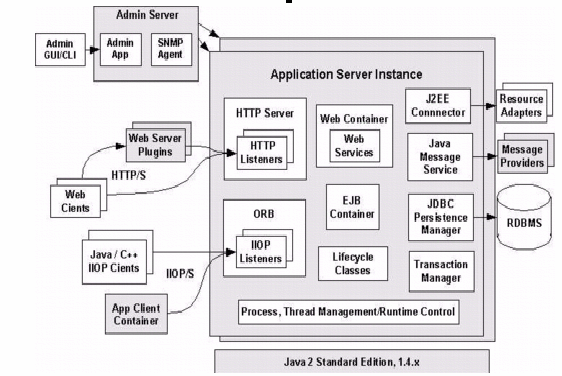 Admin Server
Admin
GUI/CLI
Admin
App
SNMP
Agent
Application Server Instance
HTTP Server
HTTP
Listeners
Web Container
Web
Services
J2EE
Connnector
Resource
Adapters
Web Server
Plugins
HTTP/S
Web
Cients
Java
Message
Service
Message
Providers
EJB
Container
JDBC
Persistence
Manager
RDBMS
ORB
IIOP
Listeners
Java / C++
IIOP Cients
IIOP/S
App Client
Container
Lifecycle
Classes
Transaction
Manager
Process, Thread Management/Runtime Control
Java 2 Standard Edition, 1.4.x